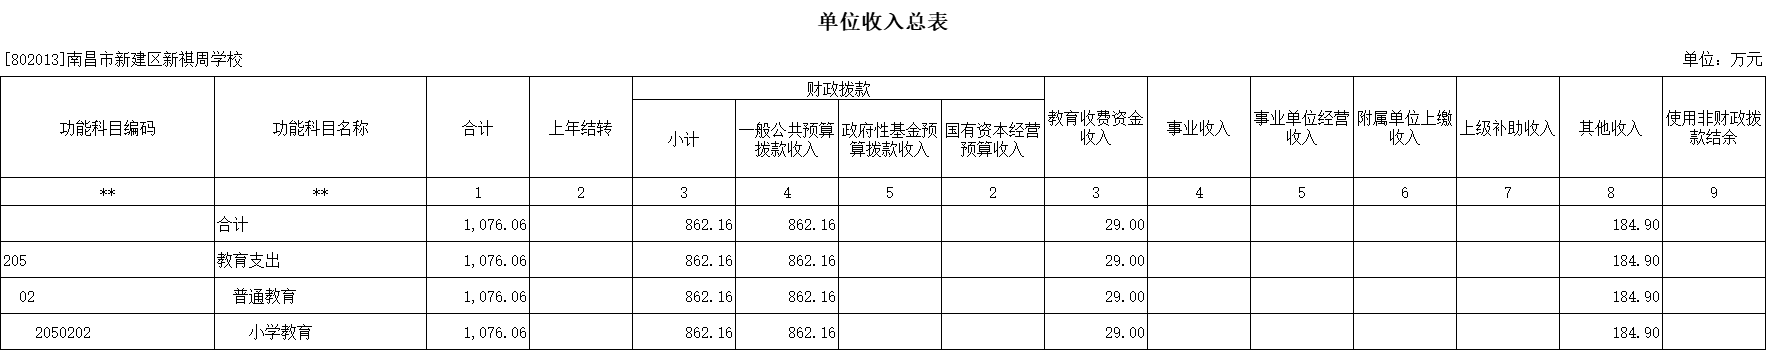 单位收入总表
[802013]南昌市新建区新祺周学校 单位：万元
功能科目编码 功能科目名称 合计 上年结转 财政拨款 教育收费资金收入 事业收入 事业单位经营收入 附属单位上缴收入 上级补助收入 其他收入 使用非财政拨款结余
小计 一般公共预算拨款收入 政府性基金预算拨款收入 国有资本经营预算收入
** ** 1 2 3 4 5 2 3 4 5 6 7 8 9
合计 1,076.06 862.16 862.16 29.00 184.90
205 教育支出 1,076.06 862.16 862.16 29.00 184.90
02 普通教育 1,076.06 862.16 862.16 29.00 184.90
2050202 小学教育 1,076.06 862.16 862.16 29.00 184.90